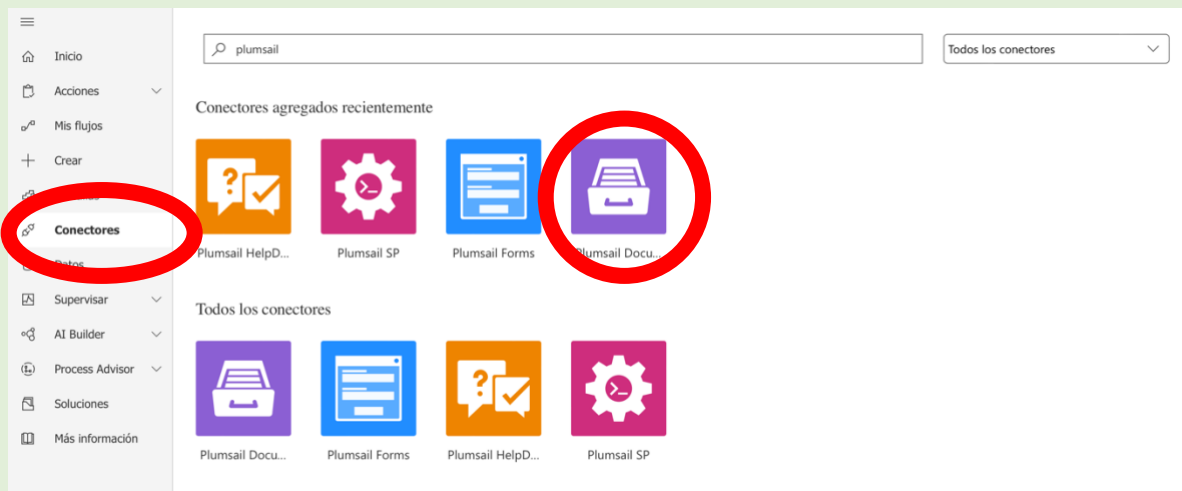 plumsail
Todos los conectores
Inicio
Acciones
Mis flujos
Crear
Conectores
Datos
Supervisar
AI Builder
Process Advisor
Soluciones
Más información
Conectores agregados recientemente
Plumsail HelpD...
Plumsail SP
Plumsail Forms
Plumsail Docu...
Todos los conectores
Plumsail Docu...
Plumsail Forms
Plumsail HelpD...
Plumsail SP